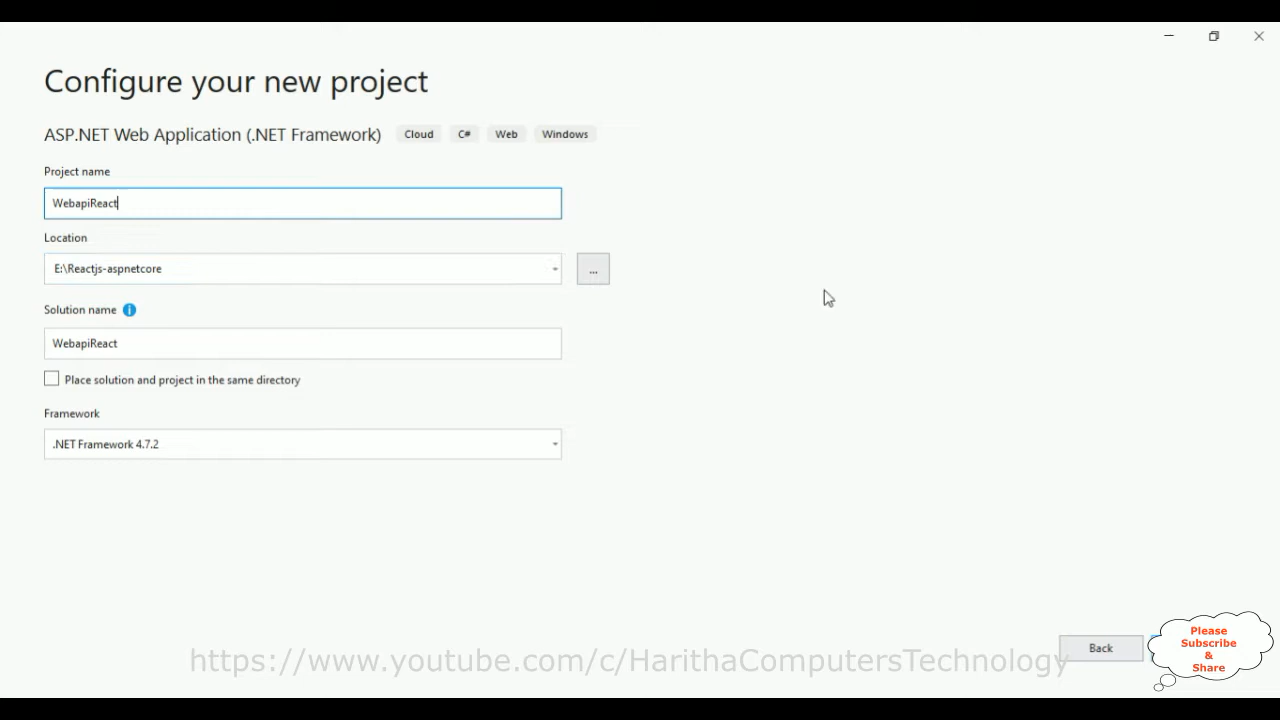 Configure your new project
ASP.NET Web Application (.NET Framework) Cloud C# Web Windows
Project name
WebapiReact
Location
E:\Reactjs-aspnetcore
...
Solution name
WebapiReact
Place solution and project in the same directory
Framework
.NET Framework 4.7.2
Back
Please
Subscribe
&
Share
https://www.youtube.com/c/HarithaComputersTechnology